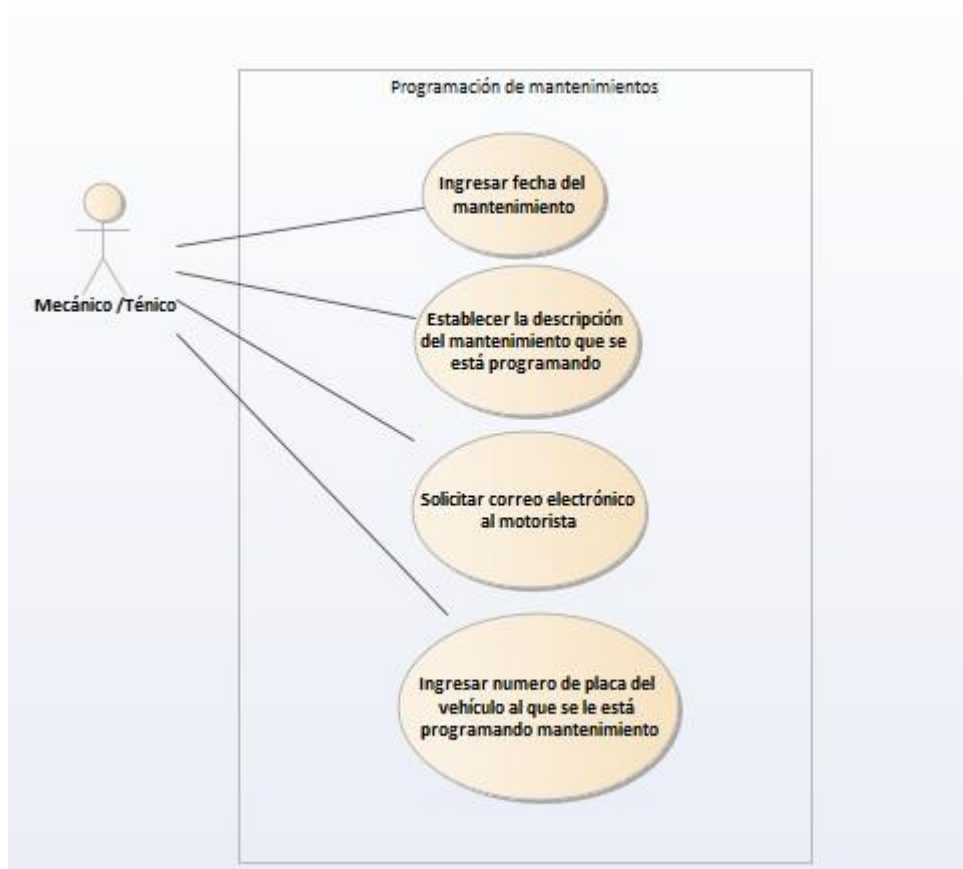 Programación de mantenimientos
Ingresar fecha del
mantenimiento
Mecánico /Ténico
Establecer la descripción
del mantenimiento que se
está programando
Solicitar correo electrónico
al motorista
Ingresar numero de placa del
vehículo al que se le está
programando mantenimiento